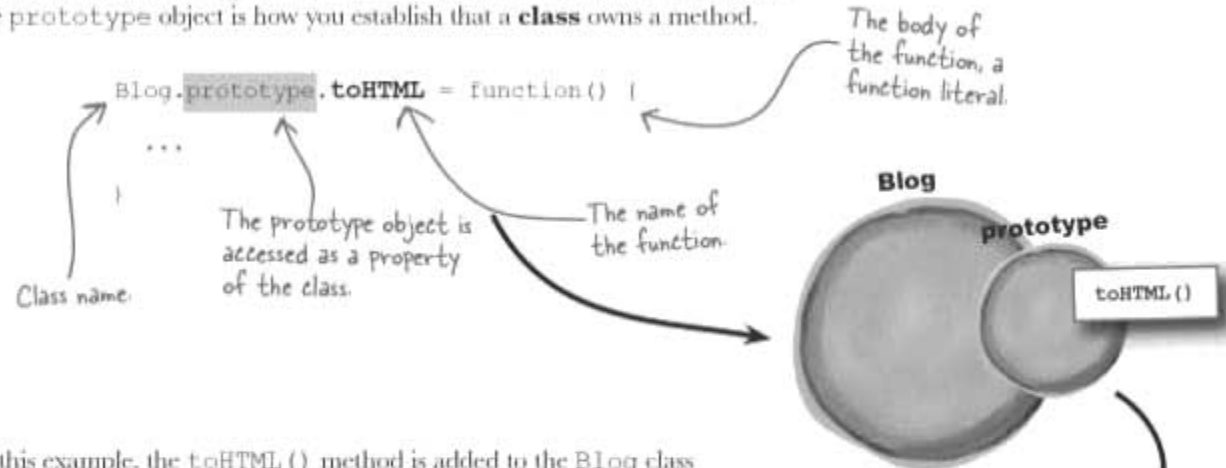 prototype object is how you establish that a class owns a method.
The body of
the function, a
function literal.
Blog.prototype.toHTML = function() {
...
}
The prototype object is
accessed as a property
of the class.
The name of
the function.
Class name.
Blog
prototype
toHTML()
this example, the toHTML() method is added to the Blog class